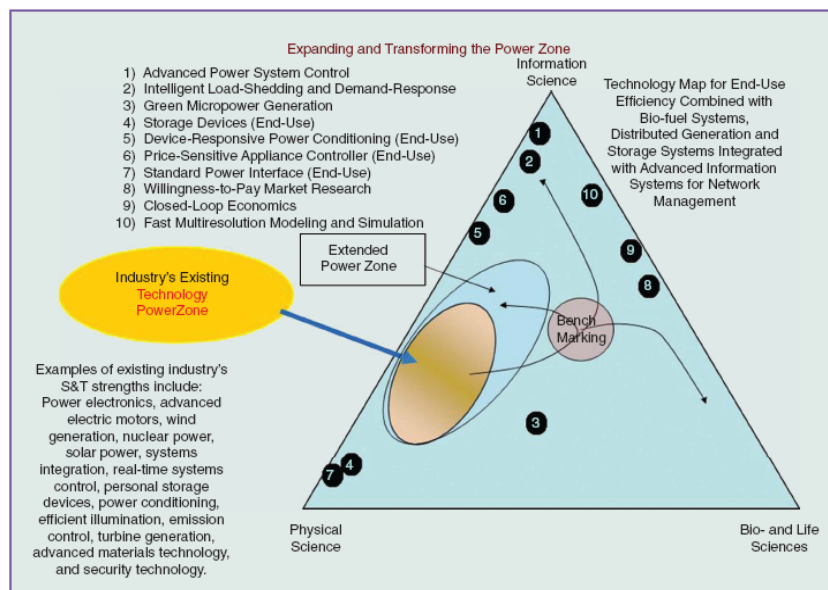 Expanding and Transforming the Power Zone
1) Advanced Power System Control
2) Intelligent Load-Shedding and Demand-Response
3) Green Micropower Generation
4) Storage Devices (End-Use)
5) Device-Responsive Power Conditioning (End-Use)
6) Price-Sensitive Appliance Controller (End-Use)
7) Standard Power Interface (End-Use)
8) Willingness-to-Pay Market Research
9) Closed-Loop Economics
10) Fast Multiresolution Modeling and Simulation
Information
Science
Technology Map for End-Use
Efficiency Combined with
Bio-fuel Systems,
Distributed Generation and
Storage Systems Integrated
with Advanced Information
Systems for Network
Management
1
2
10
6
5
9
8
Extended
Power Zone
Industry's Existing
Technology
PowerZone
Bench
Marking
Examples of existing industry's
S&T strengths include:
Power electronics, advanced
electric motors, wind
generation, nuclear power,
solar power, systems
integration, real-time systems
control, personal storage
devices, power conditioning,
efficient illumination, emission
control, turbine generation,
advanced materials technology,
and security technology.
3
4
7
Physical
Science
Bio- and Life
Sciences